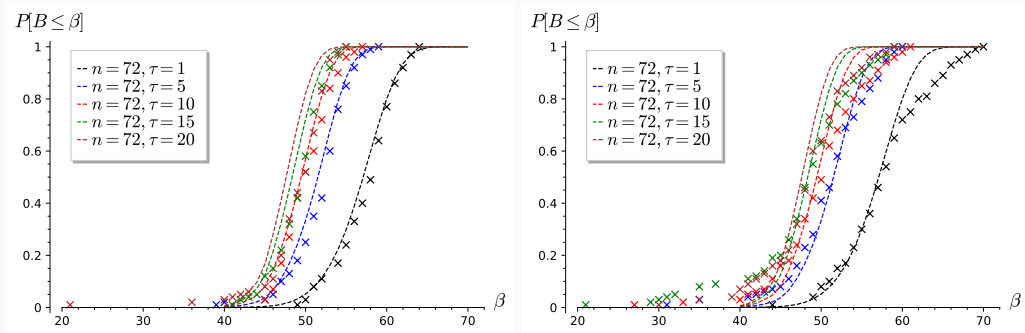 P[B ≤ β]
1
0.8
0.6
0.4
0.2
0
20 30 40 50 60 70
β
n = 72, τ = 1
n = 72, τ = 5
n = 72, τ = 10
n = 72, τ = 15
n = 72, τ = 20
P[B ≤ β]
1
0.8
0.6
0.4
0.2
0
20 30 40 50 60 70
β
n = 72, τ = 1
n = 72, τ = 5
n = 72, τ = 10
n = 72, τ = 15
n = 72, τ = 20